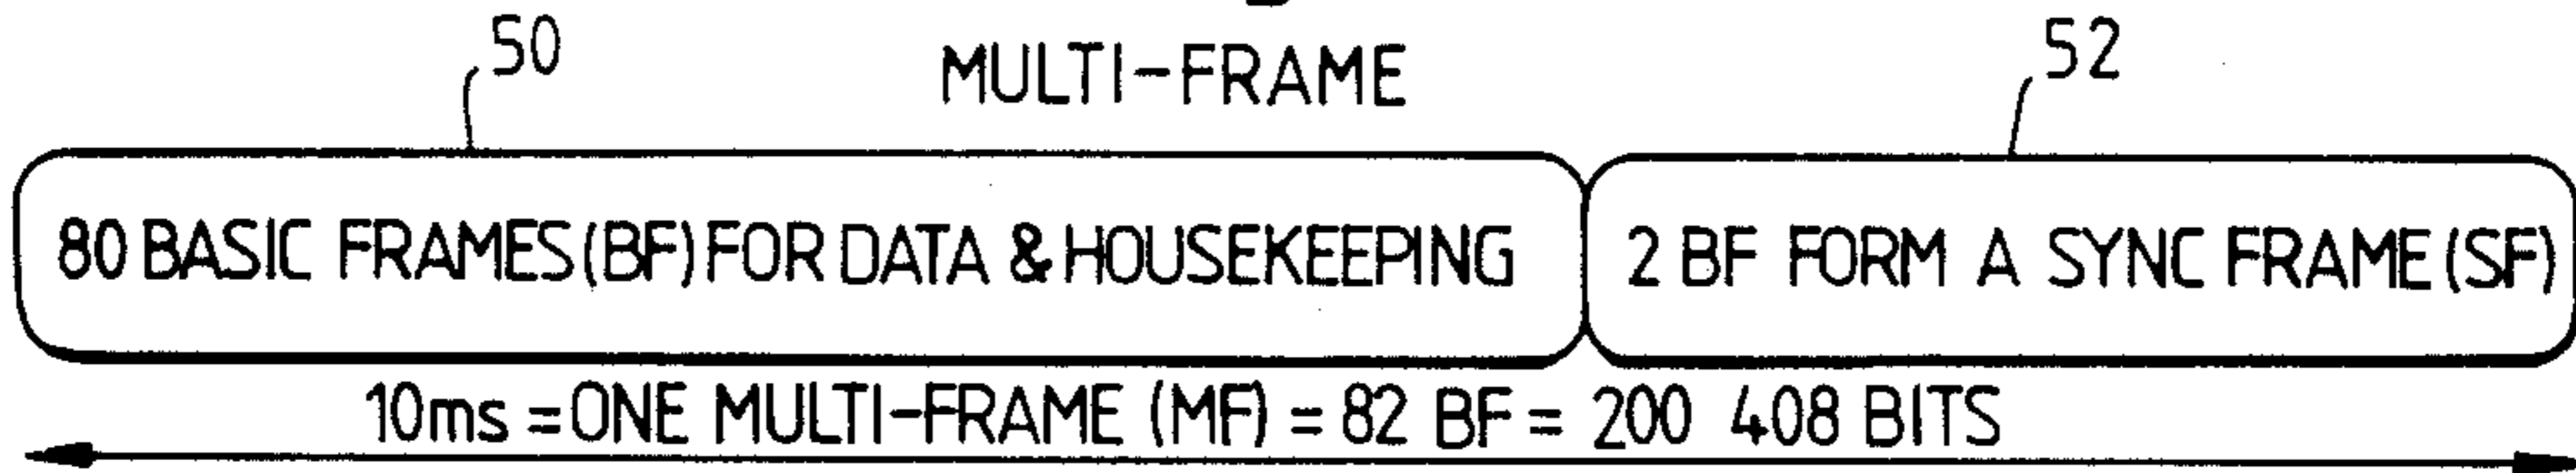 50
MULTI-FRAME
52
80 BASIC FRAMES (BF) FOR DATA & HOUSEKEEPING
2 BF FORM A SYNC FRAME (SF)
10ms = ONE MULTI-FRAME (MF) = 82 BF = 200 408 BITS